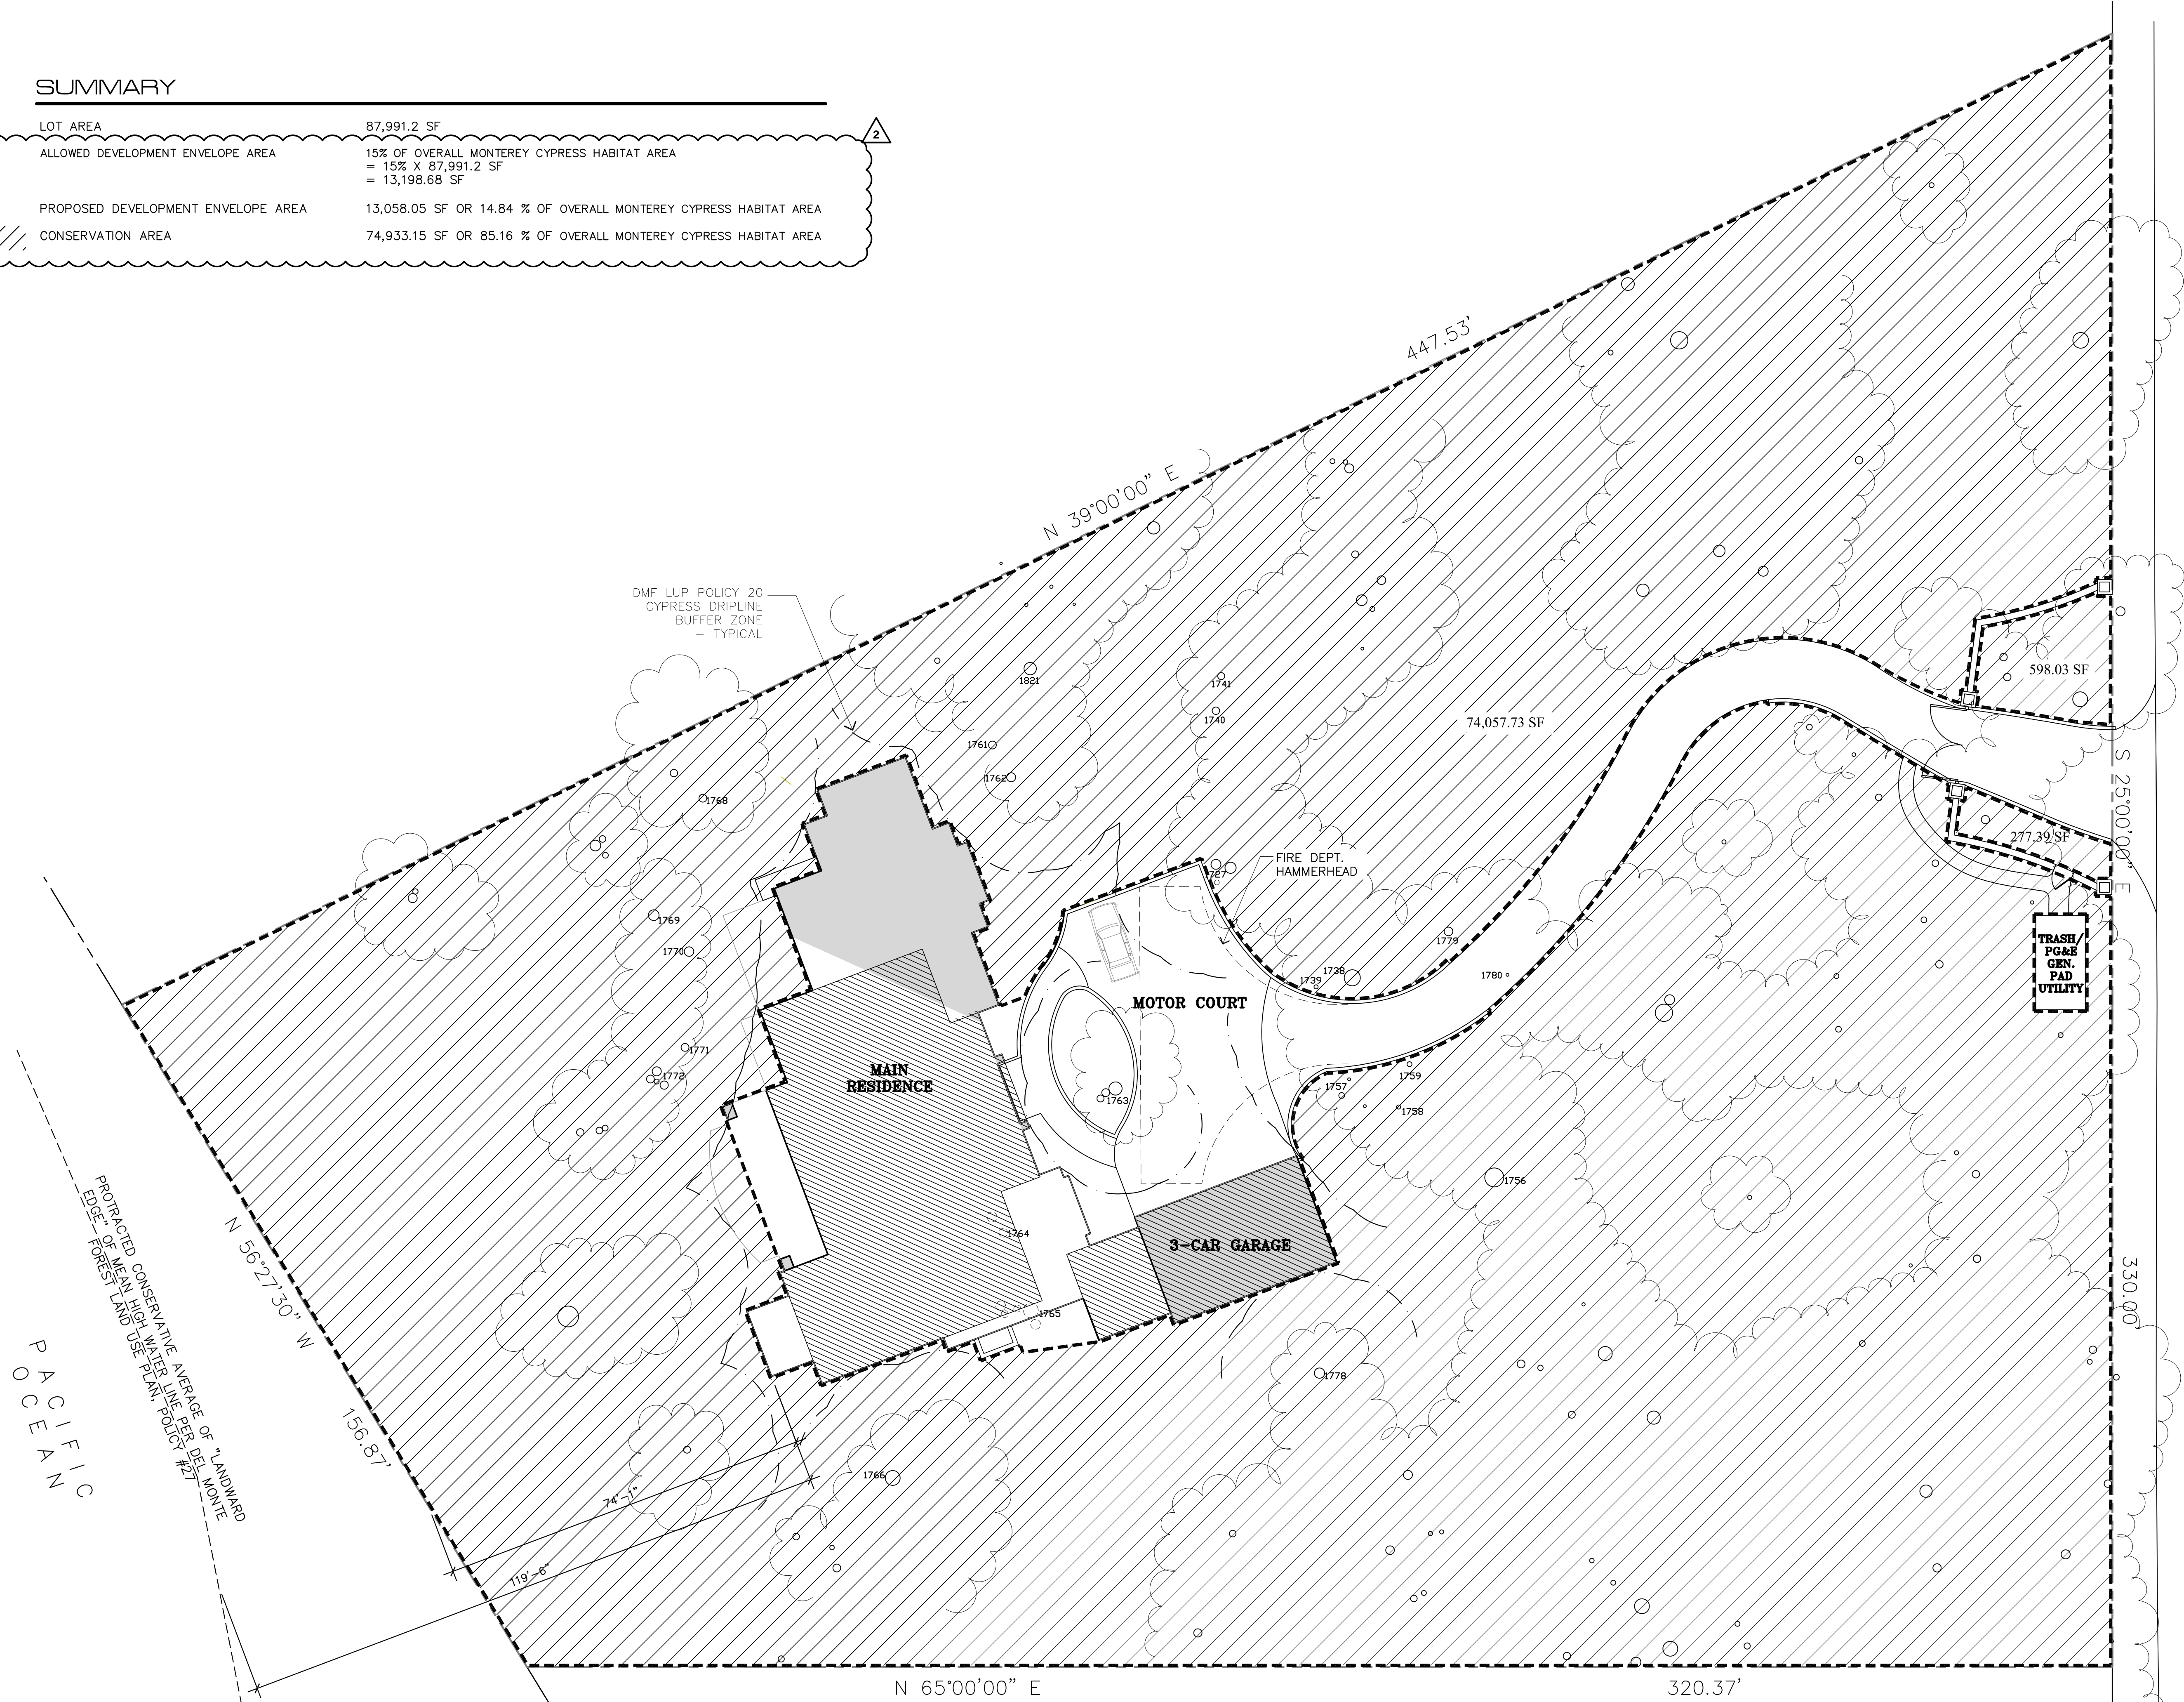 SUMMARY
LOT AREA 87,991.2 SF
2
ALLOWED DEVELOPMENT ENVELOPE AREA 15% OF OVERALL MONTEREY CYPRESS HABITAT AREA
= 15% X 87,991.2 SF
= 13,198.68 SF
PROPOSED DEVELOPMENT ENVELOPE AREA 13,058.05 SF OR 14.84 % OF OVERALL MONTEREY CYPRESS HABITAT AREA
CONSERVATION AREA 74,933.15 SF OR 85.16 % OF OVERALL MONTEREY CYPRESS HABITAT AREA
447.53'
N 39°00'00" E
DMF LUP POLICY 20
CYPRESS DRIPLINE
BUFFER ZONE
– TYPICAL
1821
1741
1740
1761
1762
1768
74,057.73 SF
598.03 SF
277.39 SF
S 25°00'00" E
FIRE DEPT.
HAMMERHEAD
1727
1769
1770
1779
1738
1739
1780
TRASH/
PG&E
GEN.
PAD
UTILITY
MOTOR COURT
1771
1772
MAIN
RESIDENCE
1763
1757
1759
1758
1756
1764
3-CAR GARAGE
1765
330.00'
1778
1766
PROTRACTED CONSERVATIVE AVERAGE OF "LANDWARD
EDGE" OF MEAN HIGH WATER LINE PER DEL MONTE
FOREST LAND USE PLAN, POLICY #27
N 56°27'30" W
156.87'
PACIFIC
OCEAN
74'-1"
119'-6"
N 65°00'00" E
320.37'